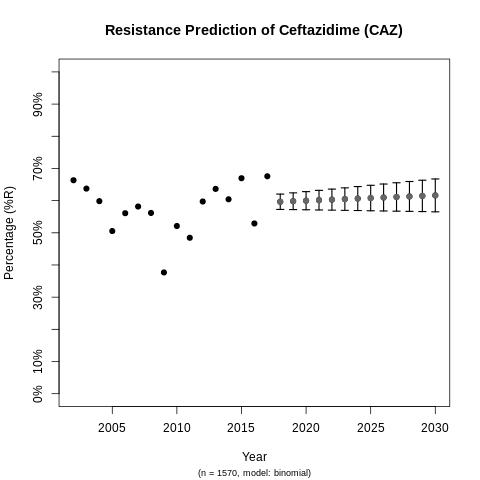 Resistance Prediction of Ceftazidime (CAZ)
Percentage (%R)
90%
70%
50%
30%
10%
0%
2005 2010 2015 2020 2025 2030
Year
(n = 1570, model: binomial)